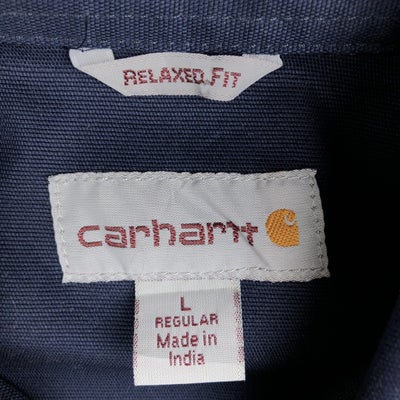 RELAXED FIT
carhartt
L
REGULAR
Made in
India